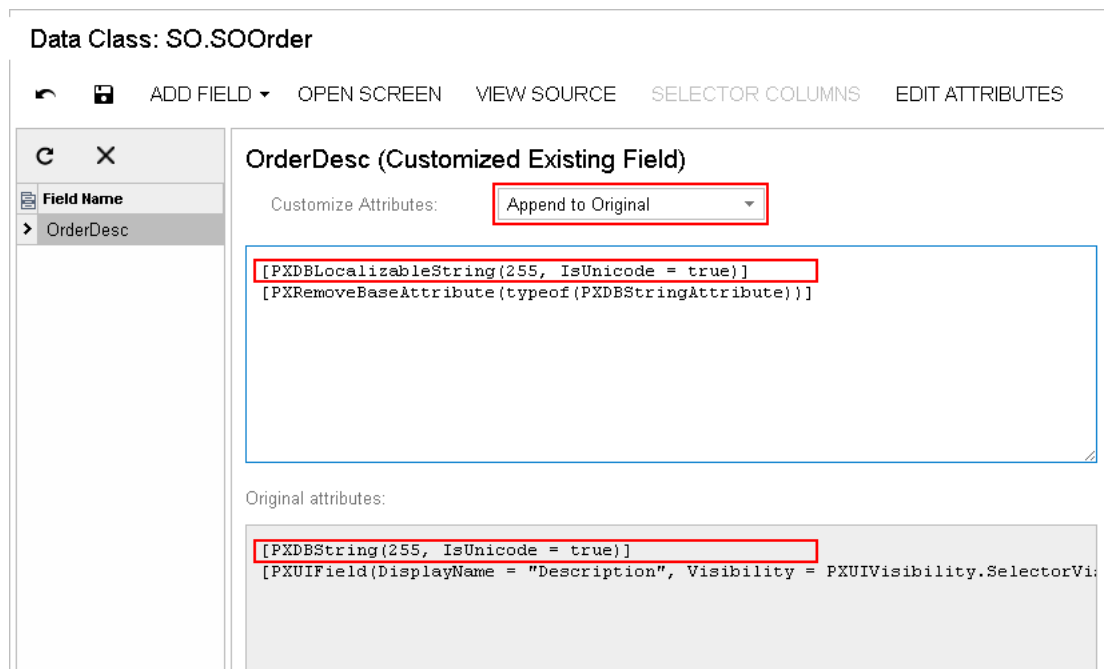 Data Class: SO.SOOrder
ADD FIELD OPEN SCREEN VIEW SOURCE SELECTOR COLUMNS EDIT ATTRIBUTES
Field Name
OrderDesc
OrderDesc (Customized Existing Field)
Customize Attributes: Append to Original
[PXDBLocalizableString(255, IsUnicode = true)]
[PXRemoveBaseAttribute(typeof(PXDBStringAttribute))]
Original attributes:
[PXDBString(255, IsUnicode = true)]
[PXUIField(DisplayName = "Description", Visibility = PXUIVisibility.SelectorVi